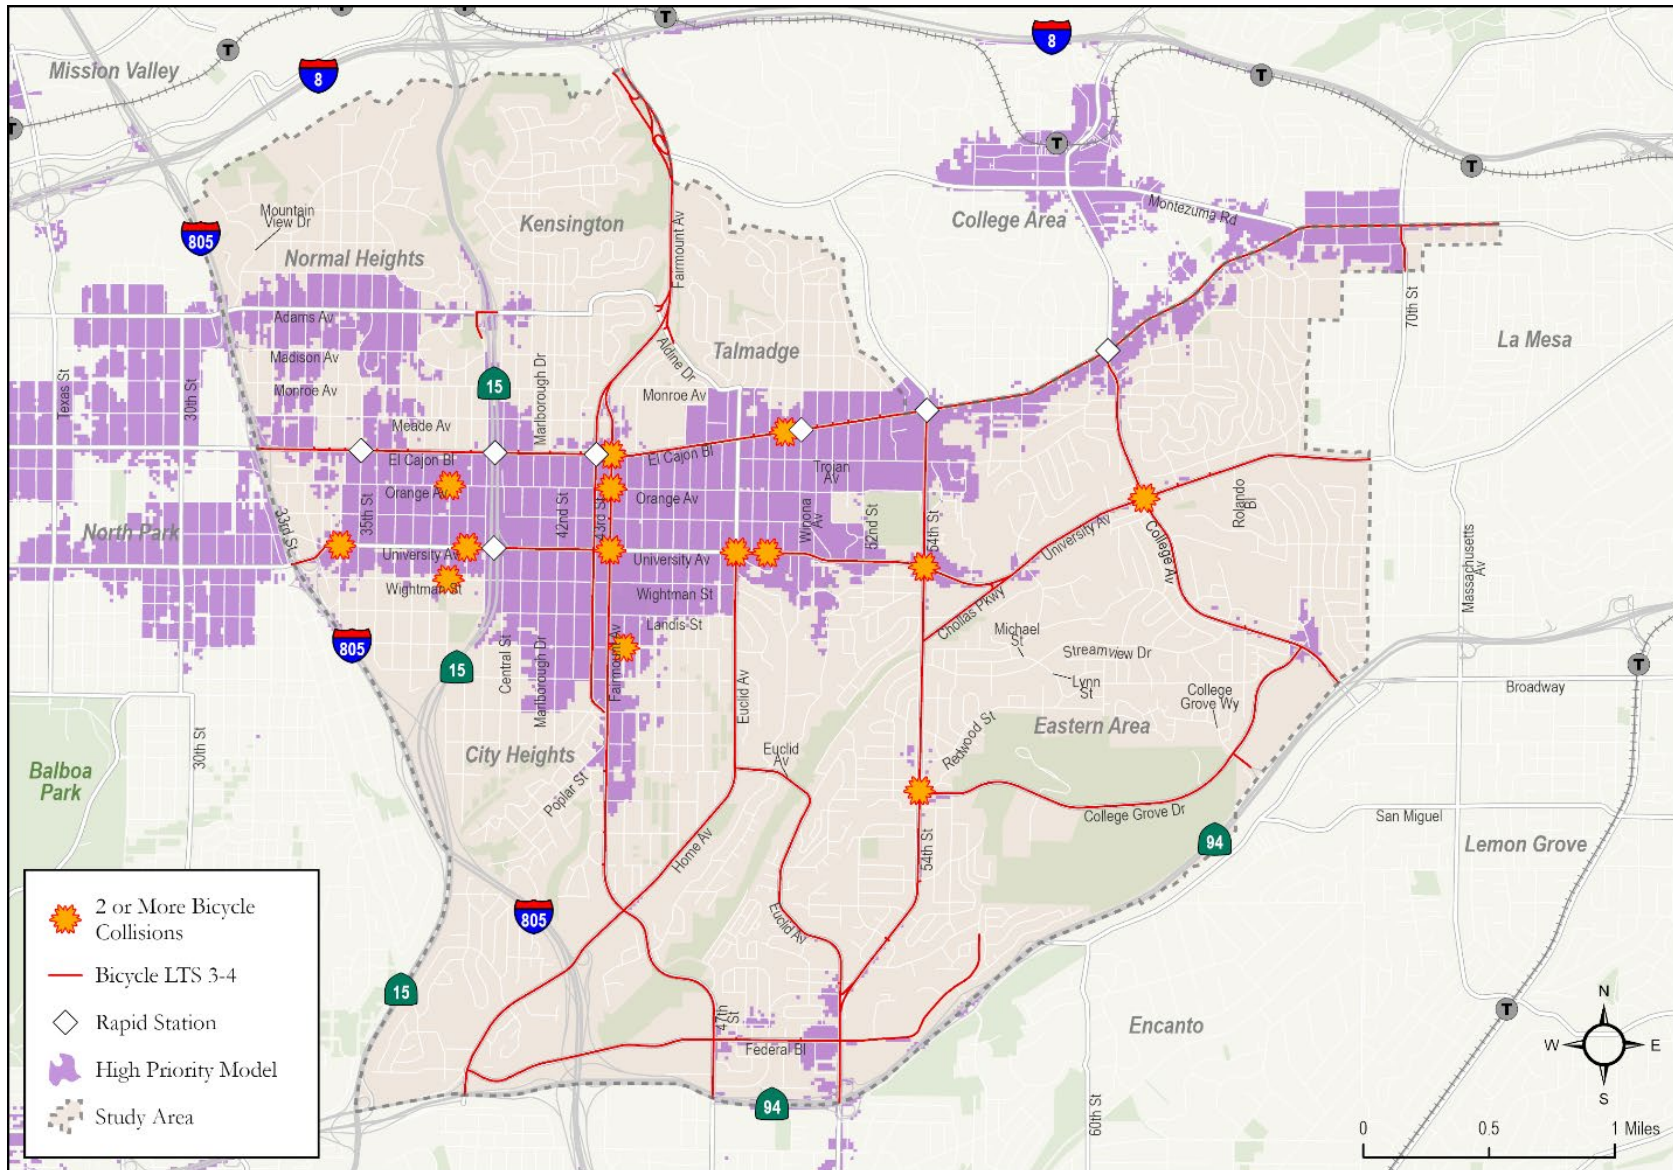 Mission Valley
8
8
T
T
T
T
T
T
Mountain
View Dr
805
Normal Heights
Kensington
Fairmount Av
College Area
Montezuma Rd
70th St
La Mesa
Adams Av
Madison Av
Monroe Av
Texas St
30th St
15
Marlborough Dr
Aldine Dr
Talmadge
Monroe Av
Meade Av
El Cajon Bl
El Cajon Bl
Orange Av
Orange Av
Trojan
Av
North Park
33rd St
35th St
42nd St
43rd St
Winona
Av
52nd St
54th St
University Av
University Av
University Av
Rolando
Bl
College Av
Massachusetts
Av
Wightman St
Wightman St
Landis St
Chollas Pkwy
Michael
St
Streamview Dr
Lynn
St
College
Grove Wy
Broadway
805
15
Central St
Marlborough Dr
Fairmount Av
Euclid Av
Eastern Area
T
30th St
City Heights
Euclid
Av
Redwood St
Balboa
Park
Poplar St
Home Av
54th St
College Grove Dr
San Miguel
94
Lemon Grove
805
Euclid Av
15
47th
St
Federal Bl
94
Encanto
60th St
T
2 or More Bicycle
Collisions
Bicycle LTS 3-4
Rapid Station
High Priority Model
Study Area
N
W
E
S
0
0.5
1 Miles